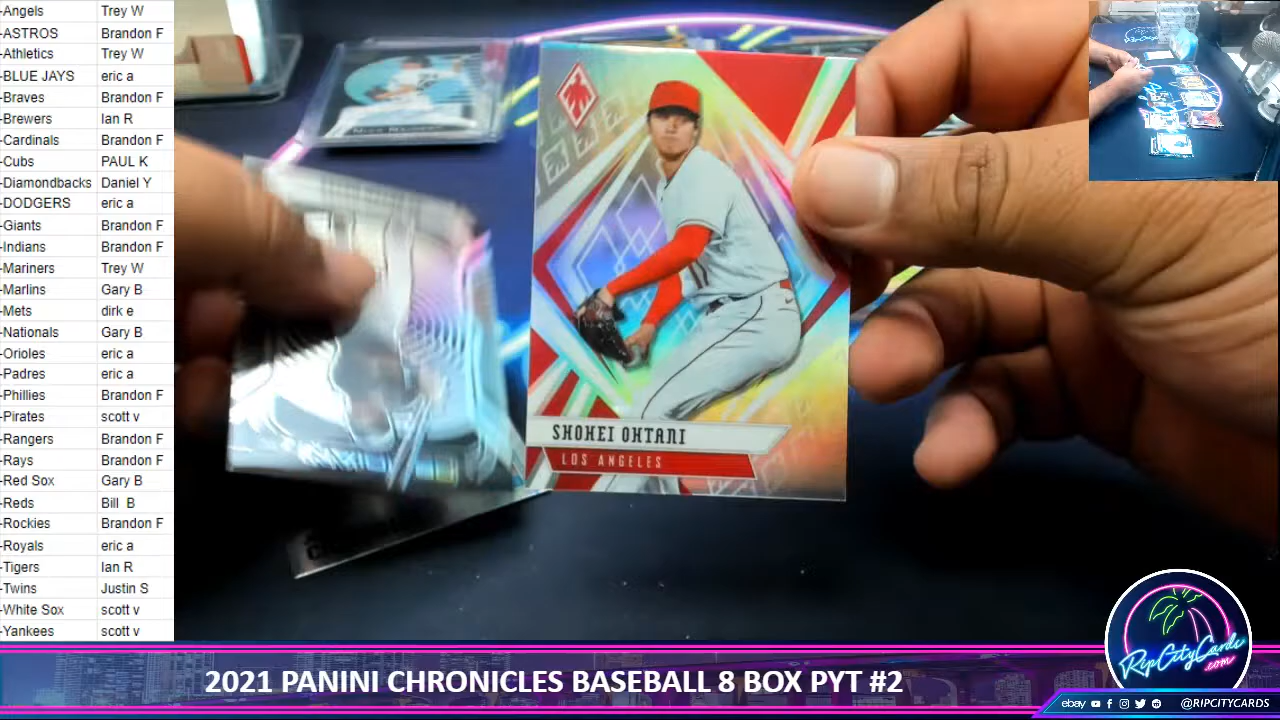 -Angels Trey W
-ASTROS Brandon F
-Athletics Trey W
-BLUE JAYS eric a
-Braves Brandon F
-Brewers Ian R
-Cardinals Brandon F
-Cubs PAUL K
-Diamondbacks Daniel Y
-DODGERS eric a
-Giants Brandon F
-Indians Brandon F
-Mariners Trey W
-Marlins Gary B
-Mets dirk e
-Nationals Gary B
-Orioles eric a
-Padres eric a
-Phillies Brandon F
-Pirates scott v
-Rangers Brandon F
-Rays Brandon F
-Red Sox Gary B
-Reds Bill B
-Rockies Brandon F
-Royals eric a
-Tigers Ian R
-Twins Justin S
-White Sox scott v
-Yankees scott v
SHOHEI OHTANI
LOS ANGELES
RipCityCards
.com
2021 PANINI CHRONICLES BASEBALL 8 BOX PYT #2
ebay @RIPCITYCARDS